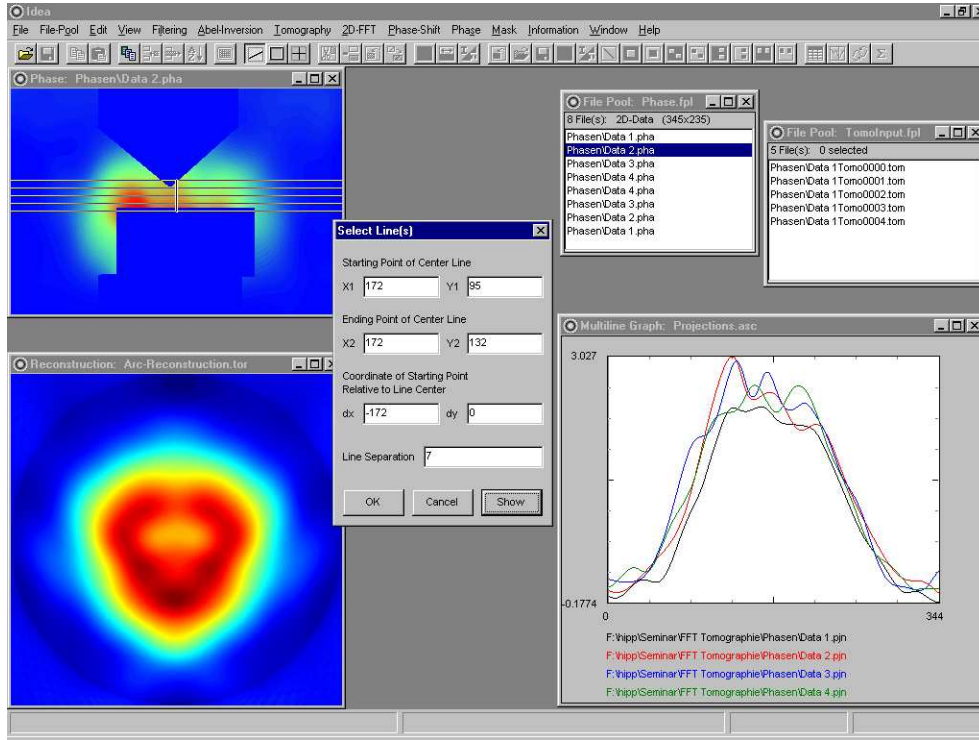 Idea
File File-Pool Edit View Filtering Abel-Inversion Tomography 2D-FFT Phase-Shift Phase Mask Information Window Help
Phase: Phasen\Data 2.pha
File Pool: Phase.fpl
8 File(s): 2D-Data (345x235)
Phasen\Data 1.pha
Phasen\Data 2.pha
Phasen\Data 3.pha
Phasen\Data 4.pha
Phasen\Data 4.pha
Phasen\Data 3.pha
Phasen\Data 2.pha
Phasen\Data 1.pha
File Pool: TomoInput.fpl
5 File(s): 0 selected
Phasen\Data 1Tomo0000.tom
Phasen\Data 1Tomo0001.tom
Phasen\Data 1Tomo0002.tom
Phasen\Data 1Tomo0003.tom
Phasen\Data 1Tomo0004.tom
Select Line(s)
Starting Point of Center Line
X1 172 Y1 95
Ending Point of Center Line
X2 172 Y2 132
Coordinate of Starting Point
Relative to Line Center
dx -172 dy 0
Line Separation 7
OK Cancel Show
Reconstruction: Arc-Reconstruction.tor
Multiline Graph: Projections.asc
3.027
-0.1774
0 344
F:\hipp\Seminar\FFT Tomographie\Phasen\Data 1.pjn
F:\hipp\Seminar\FFT Tomographie\Phasen\Data 2.pjn
F:\hipp\Seminar\FFT Tomographie\Phasen\Data 3.pjn
F:\hipp\Seminar\FFT Tomographie\Phasen\Data 4.pjn